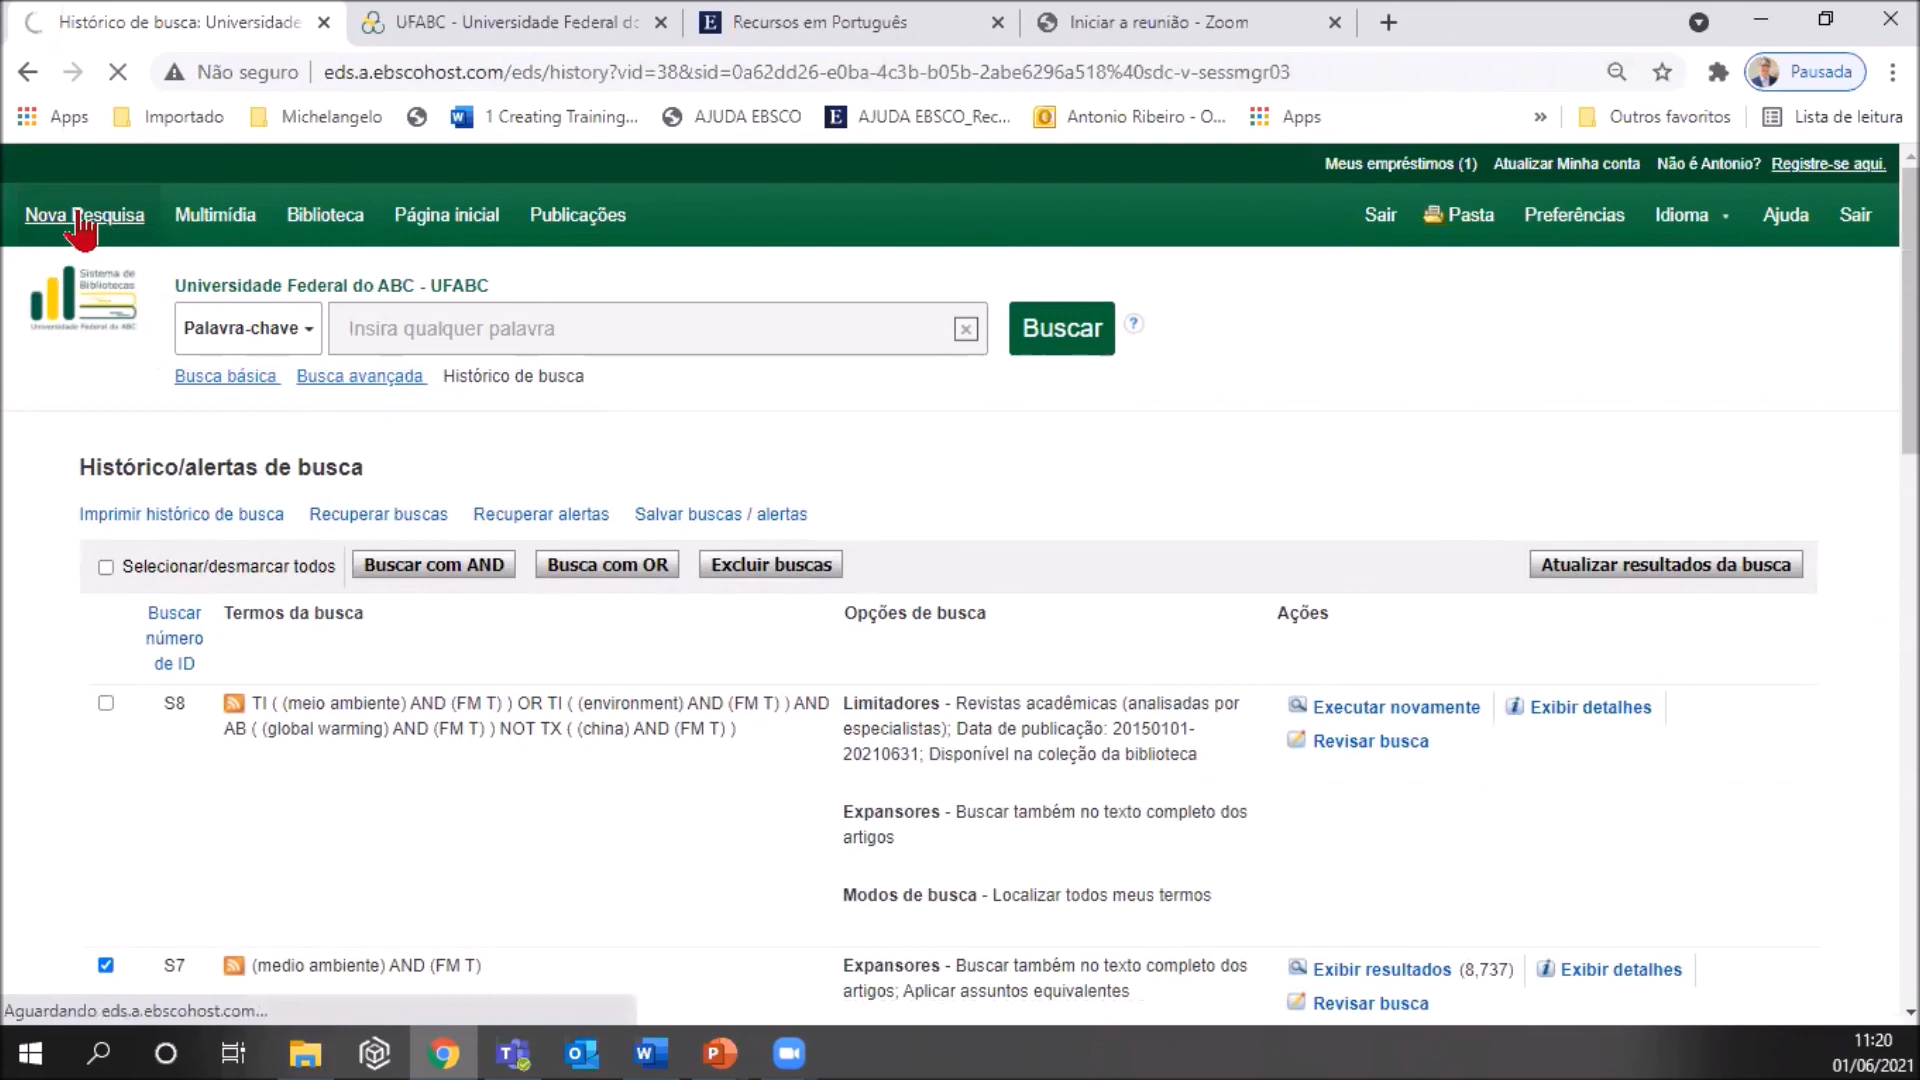 Histórico de busca: Universidade
UFABC - Universidade Federal do
Recursos em Português
Iniciar a reunião - Zoom
Não seguro
eds.a.ebscohost.com/eds/history?vid=38&sid=0a62dd26-e0ba-4c3b-b05b-2abe6296a518%40sdc-v-sessmgr03
Pausada
Apps
Importado
Michelangelo
1 Creating Training...
AJUDA EBSCO
AJUDA EBSCO_Rec...
Antonio Ribeiro - O...
Apps
»
Outros favoritos
Lista de leitura
Meus empréstimos (1) Atualizar Minha conta Não é Antonio? Registre-se aqui.
Nova Pesquisa Multimídia Biblioteca Página inicial Publicações
Sair Pasta Preferências Idioma Ajuda Sair
Sistema de
Bibliotecas
Universidade Federal do ABC
Universidade Federal do ABC - UFABC
Palavra-chave
Insira qualquer palavra
Buscar
?
Busca básica Busca avançada Histórico de busca
Histórico/alertas de busca
Imprimir histórico de busca Recuperar buscas Recuperar alertas Salvar buscas / alertas
Selecionar/desmarcar todos Buscar com AND Busca com OR Excluir buscas Atualizar resultados da busca
Buscar
número
de ID
Termos da busca
Opções de busca
Ações
S8
TI ( (meio ambiente) AND (FM T) ) OR TI ( (environment) AND (FM T) ) AND
AB ( (global warming) AND (FM T) ) NOT TX ( (china) AND (FM T) )
Limitadores - Revistas acadêmicas (analisadas por
especialistas); Data de publicação: 20150101-
20210631; Disponível na coleção da biblioteca
Expansores - Buscar também no texto completo dos
artigos
Modos de busca - Localizar todos meus termos
Executar novamente
Exibir detalhes
Revisar busca
S7
(medio ambiente) AND (FM T)
Expansores - Buscar também no texto completo dos
artigos; Aplicar assuntos equivalentes
Exibir resultados (8,737)
Exibir detalhes
Revisar busca
Aguardando eds.a.ebscohost.com...
11:20
01/06/2021